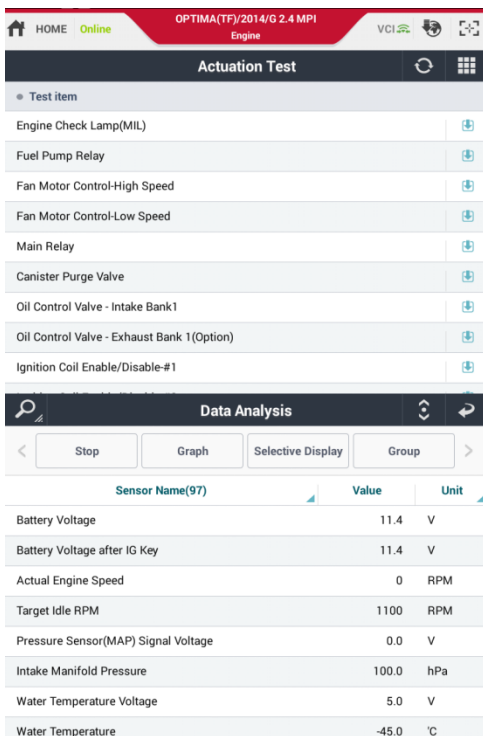 HOME Online OPTIMA(TF)/2014/G 2.4 MPI VCI
Engine
Actuation Test
Test item
Engine Check Lamp(MIL)
Fuel Pump Relay
Fan Motor Control-High Speed
Fan Motor Control-Low Speed
Main Relay
Canister Purge Valve
Oil Control Valve - Intake Bank1
Oil Control Valve - Exhaust Bank 1(Option)
Ignition Coil Enable/Disable-#1
Data Analysis
Stop Graph Selective Display Group
Sensor Name(97) Value Unit
Battery Voltage 11.4 V
Battery Voltage after IG Key 11.4 V
Actual Engine Speed 0 RPM
Target Idle RPM 1100 RPM
Pressure Sensor(MAP) Signal Voltage 0.0 V
Intake Manifold Pressure 100.0 hPa
Water Temperature Voltage 5.0 V
Water Temperature -45.0 'C